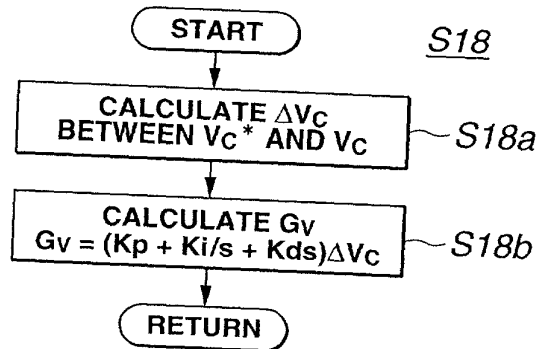 START
S18
CALCULATE ΔVC
BETWEEN VC* AND VC
S18a
CALCULATE GV
GV = (Kp + Ki/s + Kds)ΔVC
S18b
RETURN